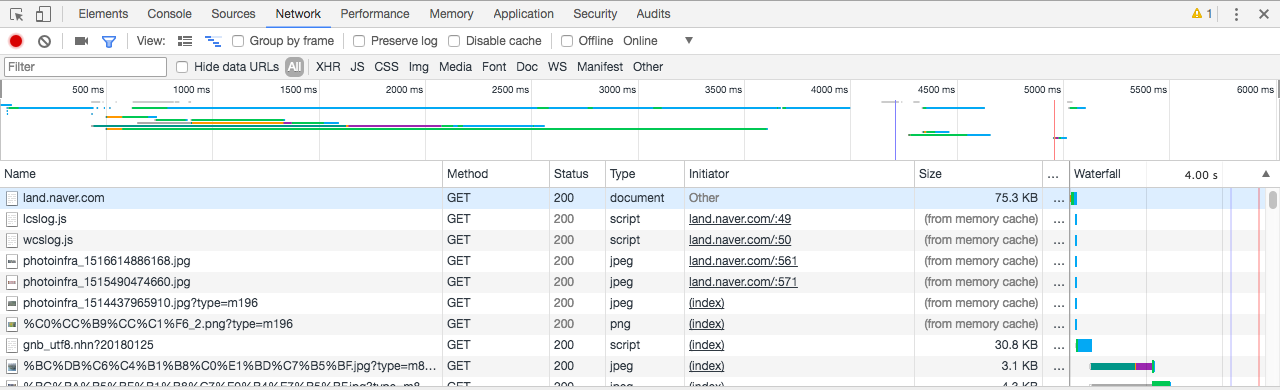 Elements Console Sources Network Performance Memory Application Security Audits 1
View: Group by frame Preserve log Disable cache Offline Online
Filter Hide data URLs All XHR JS CSS Img Media Font Doc WS Manifest Other
500 ms 1000 ms 1500 ms 2000 ms 2500 ms 3000 ms 3500 ms 4000 ms 4500 ms 5000 ms 5500 ms 6000 ms
Name Method Status Type Initiator Size ... Waterfall 4.00 s
land.naver.com GET 200 document Other 75.3 KB ...
lcslog.js GET 200 script land.naver.com/:49 (from memory cache) ...
wcslog.js GET 200 script land.naver.com/:50 (from memory cache) ...
photoinfra_1516614886168.jpg GET 200 jpeg land.naver.com/:561 (from memory cache) ...
photoinfra_1515490474660.jpg GET 200 jpeg land.naver.com/:571 (from memory cache) ...
photoinfra_1514437965910.jpg?type=m196 GET 200 jpeg (index) (from memory cache) ...
%C0%CC%B9%CC%C1%F6_2.png?type=m196 GET 200 png (index) (from memory cache) ...
gnb_utf8.nhn?20180125 GET 200 script (index) 30.8 KB ...
%BC%DB%C6%C4%B1%B8%C0%E1%BD%C7%B5%BF.jpg?type=m8... GET 200 jpeg (index) 3.1 KB ...
GET 200 jpeg (index) 4.3 KB ...